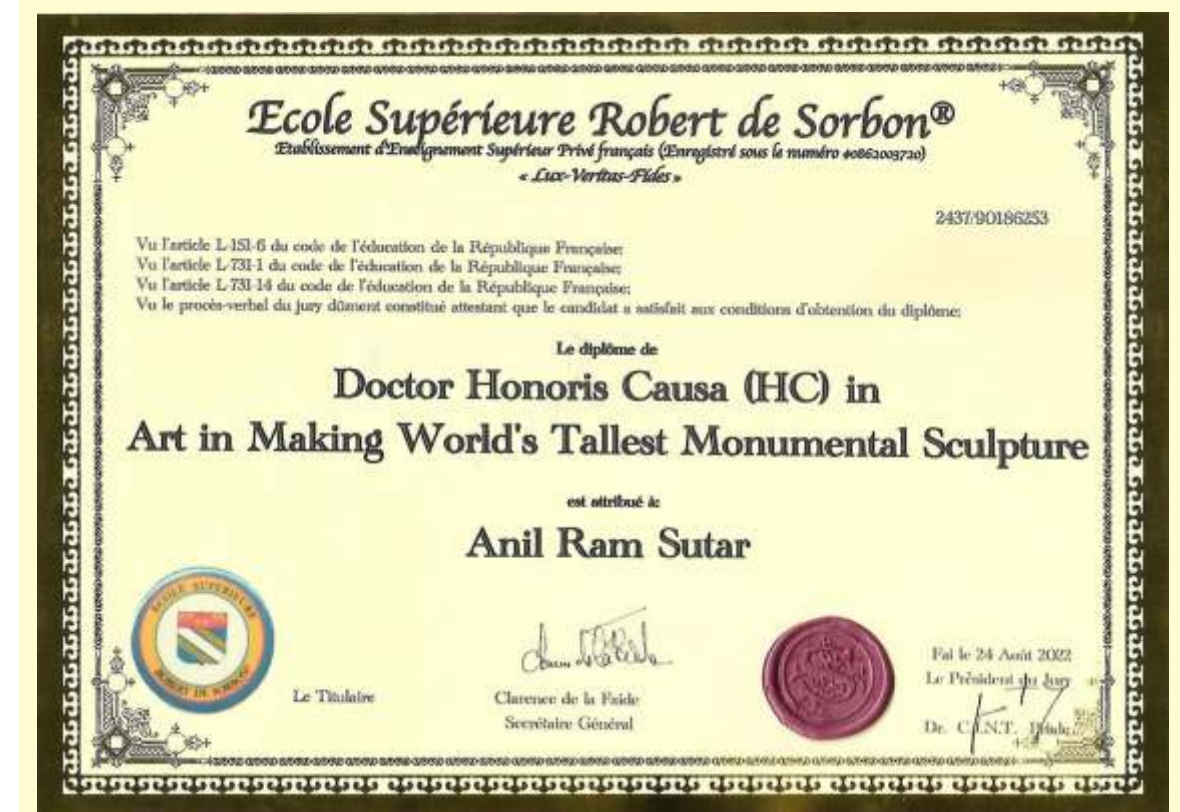 Ecole Supérieure Robert de Sorbon®
Etablissement d'Enseignement Supérieur Privé français (Enregistré sous le numéro 40862003720)
« Lux-Veritas-Fides »
2437/90186253
Vu l'article L-151-6 du code de l'éducation de la République Française;
Vu l'article L-731-1 du code de l'éducation de la République Française;
Vu l'article L-731-14 du code de l'éducation de la République Française;
Vu le procès-verbal du jury dûment constitué attestant que le candidat a satisfait aux conditions d'obtention du diplôme:
Le diplôme de
Doctor Honoris Causa (HC) in
Art in Making World's Tallest Monumental Sculpture
est attribué à:
Anil Ram Sutar
ECOLE SUPERIEURE
ROBERT DE SORBON
Le Titulaire
Clarence de la
Secrétaire Général
Fai le 24 Août 2022
Le Président du Jury
Dr.